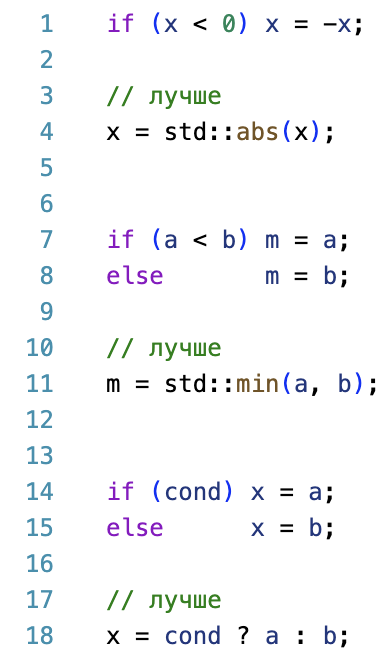 1 if (x < 0) x = -x;
2
3 // лучше
4 x = std::abs(x);
5
6
7 if (a < b) m = a;
8 else       m = b;
9
10 // лучше
11 m = std::min(a, b);
12
13
14 if (cond) x = a;
15 else      x = b;
16
17 // лучше
18 x = cond ? a : b;